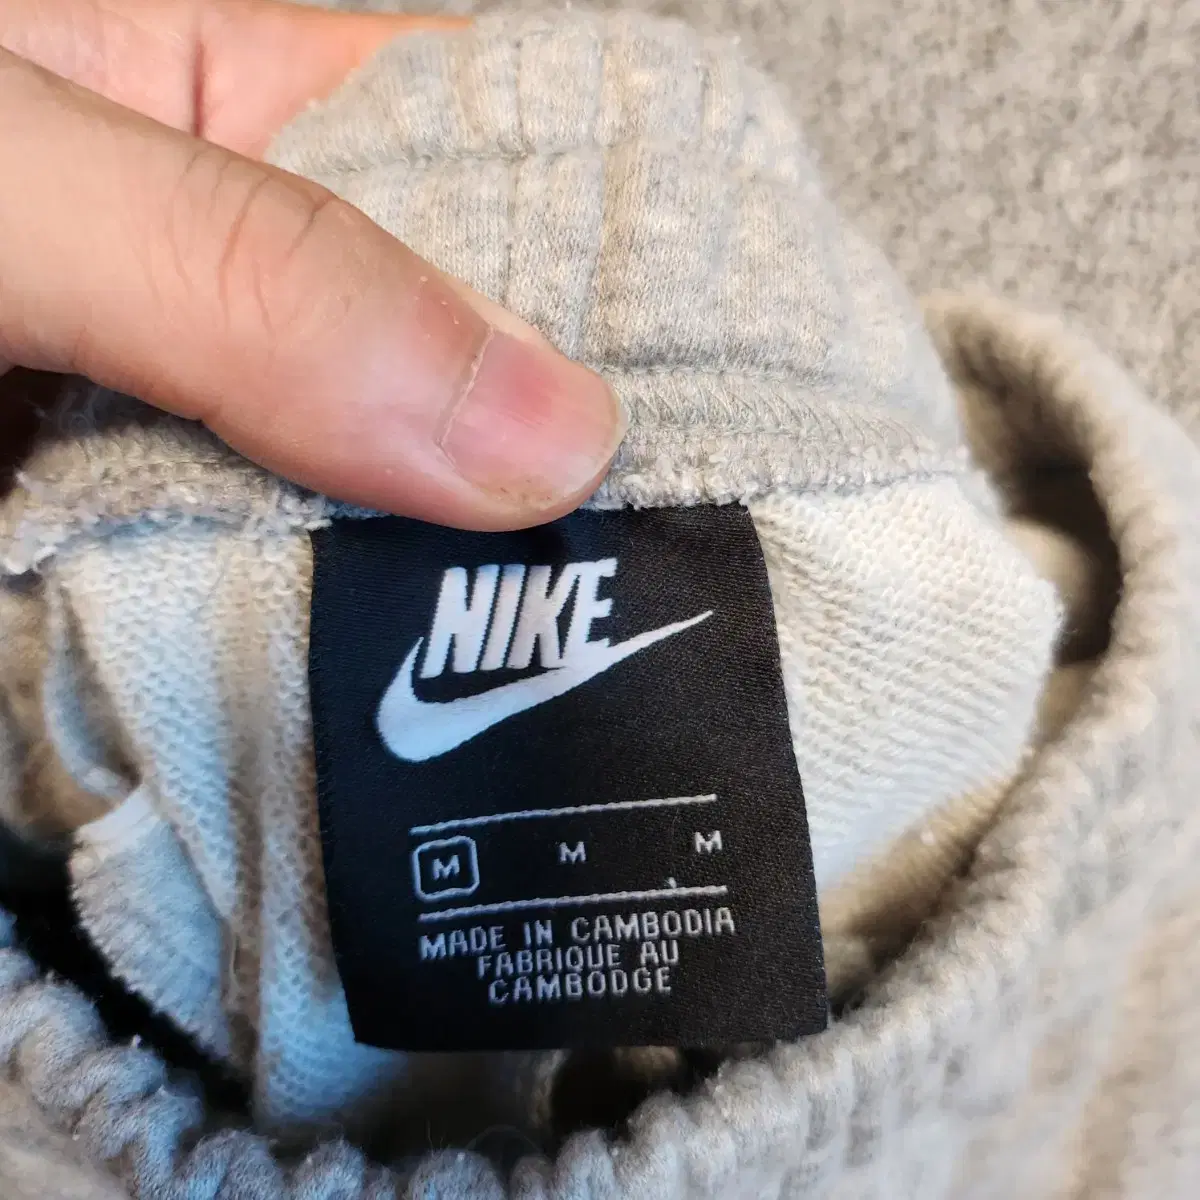 NIKE
M M M
MADE IN CAMBODIA
FABRIQUE AU
CAMBODGE